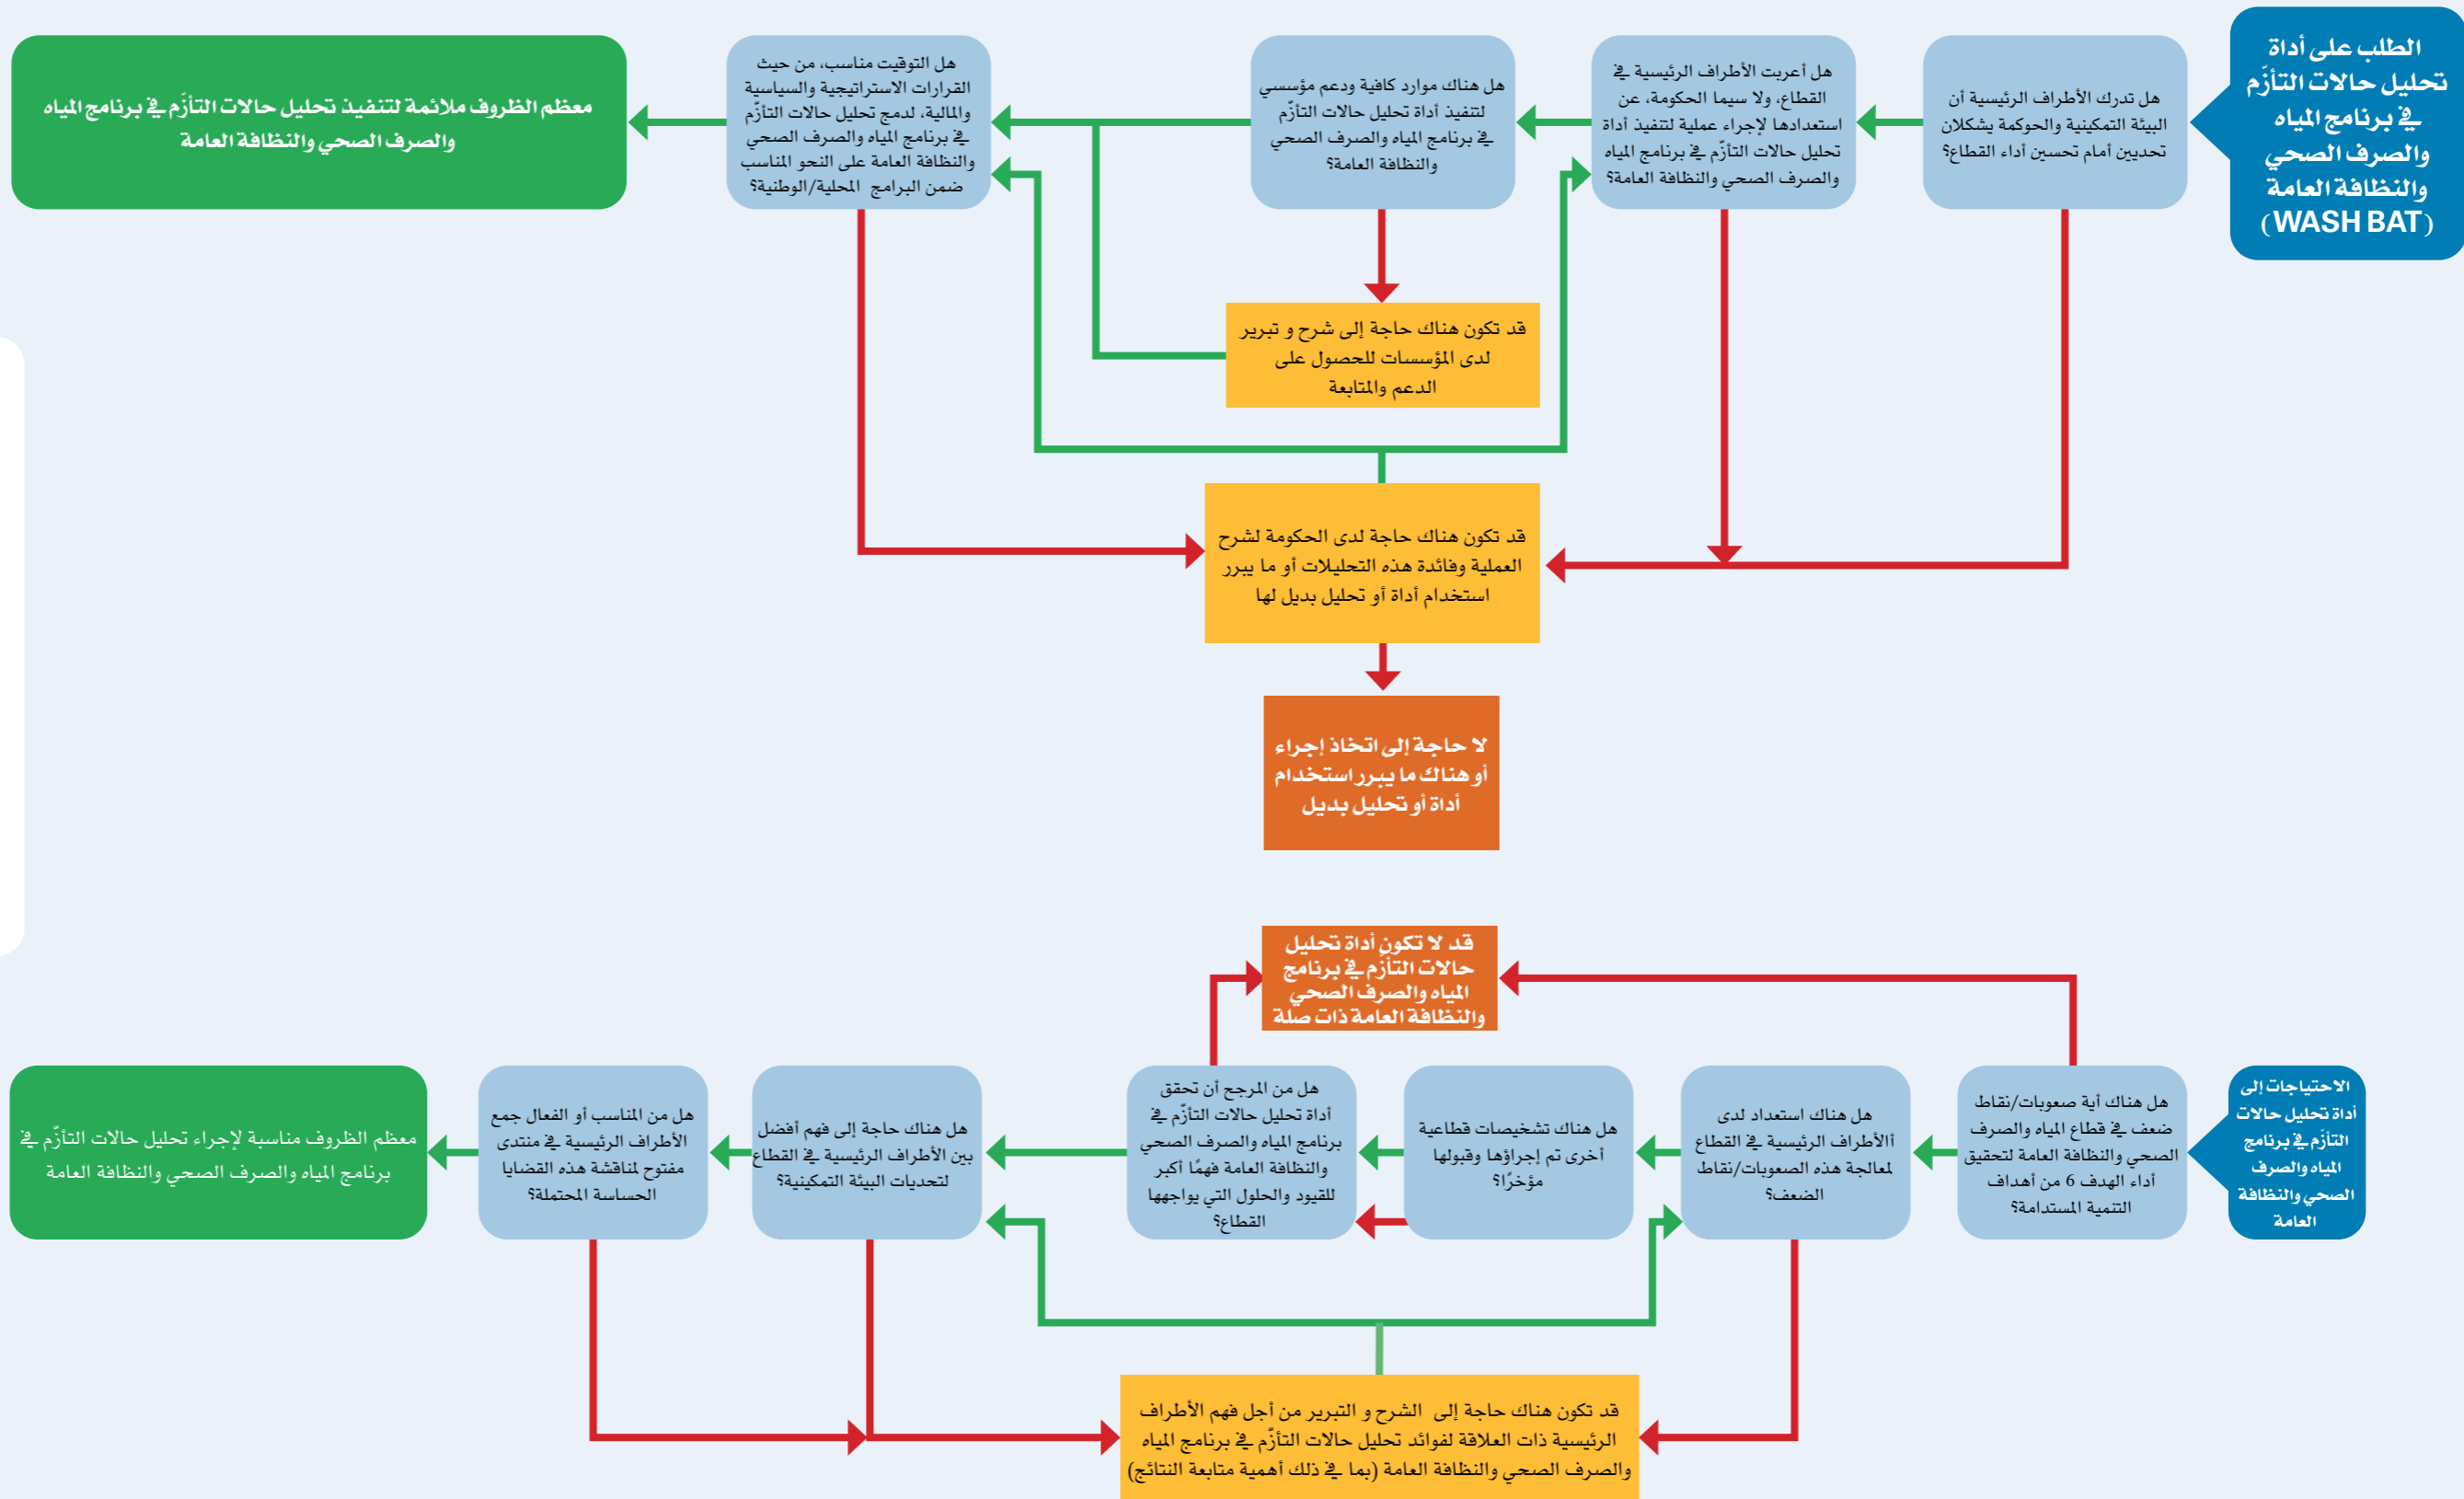 الطلب على أداة
تحليل حالات التأزّم
في برنامج المياه
والصرف الصحي
والنظافة العامة
(WASH BAT)
هل تدرك الأطراف الرئيسية أن
البيئة التمكينية والحوكمة يشكلان
تحديين أمام تحسين أداء القطاع؟
هل أعربت الأطراف الرئيسية في
القطاع، ولا سيما الحكومة، عن
استعدادها لإجراء عملية لتنفيذ أداة
تحليل حالات التأزّم في برنامج المياه
والصرف الصحي والنظافة العامة؟
هل هناك موارد كافية ودعم مؤسسي
لتنفيذ أداة تحليل حالات التأزّم
في برنامج المياه والصرف الصحي
والنظافة العامة؟
هل التوقيت مناسب، من حيث
القرارات الاستراتيجية والسياسية
والمالية، لدمج تحليل حالات التأزّم
في برنامج المياه والصرف الصحي
والنظافة العامة على النحو المناسب
ضمن البرامج المحلية/الوطنية؟
معظم الظروف ملائمة لتنفيذ تحليل حالات التأزّم في برنامج المياه
والصرف الصحي والنظافة العامة
قد تكون هناك حاجة إلى شرح و تبرير
لدى المؤسسات للحصول على
الدعم والمتابعة
قد تكون هناك حاجة لدى الحكومة لشرح
العملية وفائدة هذه التحليلات أو ما يبرر
استخدام أداة أو تحليل بديل لها
لا حاجة إلى اتخاذ إجراء
أو هناك ما يبرر استخدام
أداة أو تحليل بديل
قد لا تكون أداة تحليل
حالات التأزّم في برنامج
المياه والصرف الصحي
والنظافة العامة ذات صلة
الاحتياجات إلى
أداة تحليل حالات
التأزّم في برنامج
المياه والصرف
الصحي والنظافة
العامة
هل هناك أية صعوبات/نقاط
ضعف في قطاع المياه والصرف
الصحي والنظافة العامة لتحقيق
أداء الهدف 6 من أهداف
التنمية المستدامة؟
هل هناك استعداد لدى
أالأطراف الرئيسية في القطاع
لمعالجة هذه الصعوبات/نقاط
الضعف؟
هل هناك تشخيصات قطاعية
أخرى تم إجراؤها وقبولها
مؤخرًا؟
هل من المرجح أن تحقق
أداة تحليل حالات التأزّم في
برنامج المياه والصرف الصحي
والنظافة العامة فهمًا أكبر
للقيود والحلول التي يواجهها
القطاع؟
هل هناك حاجة إلى فهم أفضل
بين الأطراف الرئيسية في القطاع
لتحديات البيئة التمكينية؟
هل من المناسب أو الفعال جمع
الأطراف الرئيسية في منتدى
مفتوح لمناقشة هذه القضايا
الحساسة المحتملة؟
معظم الظروف مناسبة لإجراء تحليل حالات التأزّم في
برنامج المياه والصرف الصحي والنظافة العامة
قد تكون هناك حاجة إلى الشرح و التبرير من أجل فهم الأطراف
الرئيسية ذات العلاقة لفوائد تحليل حالات التأزّم في برنامج المياه
والصرف الصحي والنظافة العامة (بما في ذلك أهمية متابعة النتائج)